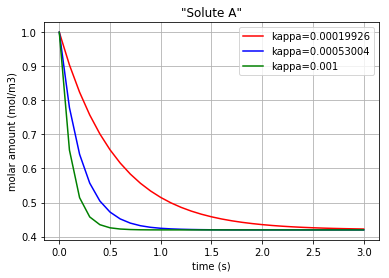 "Solute A"
kappa=0.00019926
kappa=0.00053004
kappa=0.001
molar amount (mol/m3)
1.0
0.9
0.8
0.7
0.6
0.5
0.4
0.0 0.5 1.0 1.5 2.0 2.5 3.0
time (s)